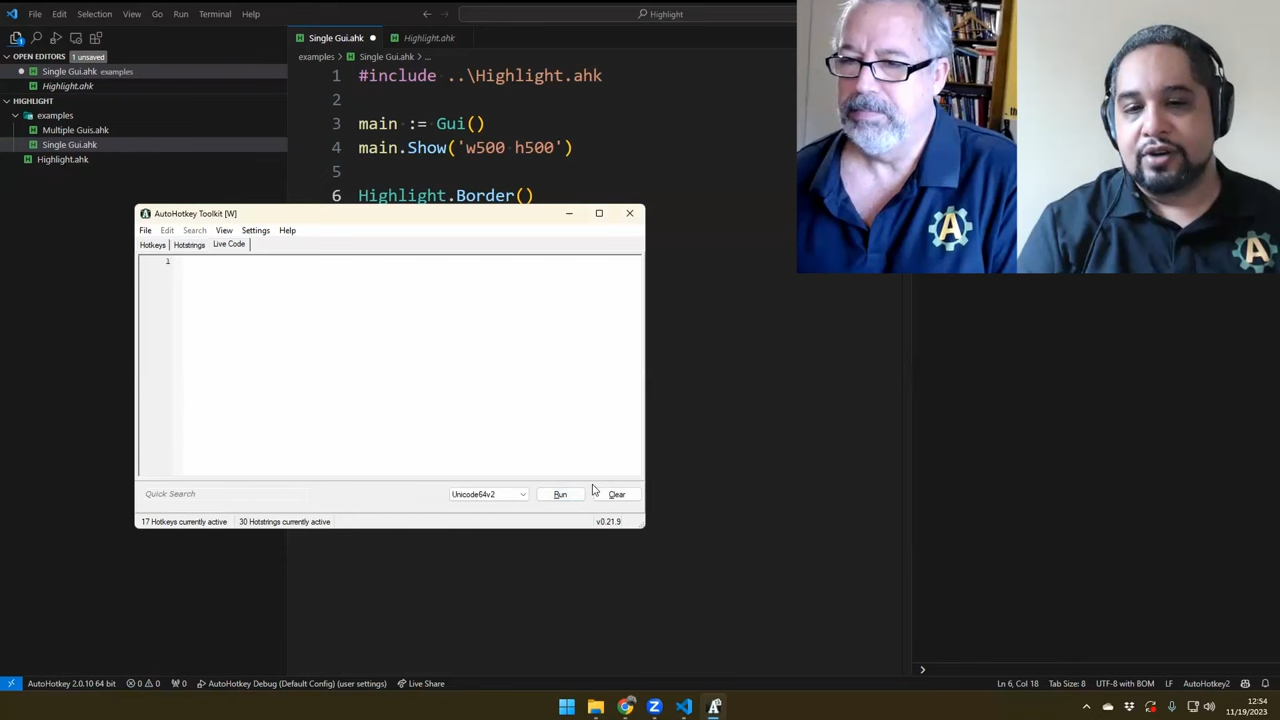 File Edit Selection View Go Run Terminal Help
Highlight
OPEN EDITORS 1 unsaved
Single Gui.ahk examples
Highlight.ahk
HIGHLIGHT
examples
Multiple Guis.ahk
Single Gui.ahk
Highlight.ahk
Single Gui.ahk
Highlight.ahk
examples > Single Gui.ahk > ...
1 #include ..\Highlight.ahk
2
3 main := Gui()
4 main.Show('w500 h500')
5
6 Highlight.Border()
AutoHotkey Toolkit [W]
File Edit Search View Settings Help
Hotkeys Hotstrings Live Code
1
Quick Search
Unicode64v2 Run Clear
17 Hotkeys currently active 30 Hotstrings currently active v0.21.9
A
A
AutoHotkey 2.0.10 64 bit 0 0 0 AutoHotkey Debug (Default Config) (user settings) Live Share
Ln 6, Col 18 Tab Size: 8 UTF-8 with BOM LF AutoHotkey2
12:54
11/19/2023